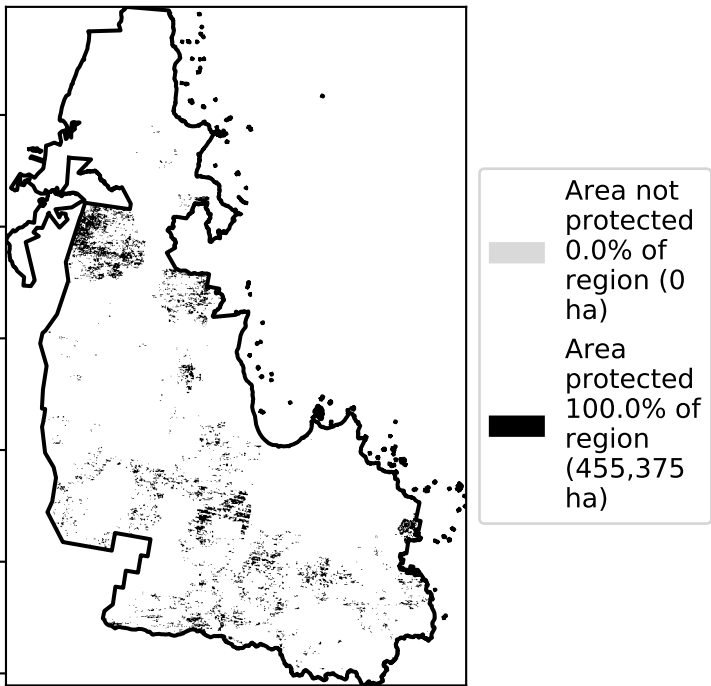 Area not
protected
0.0% of
region (0
ha)
Area
protected
100.0% of
region
(455,375
ha)